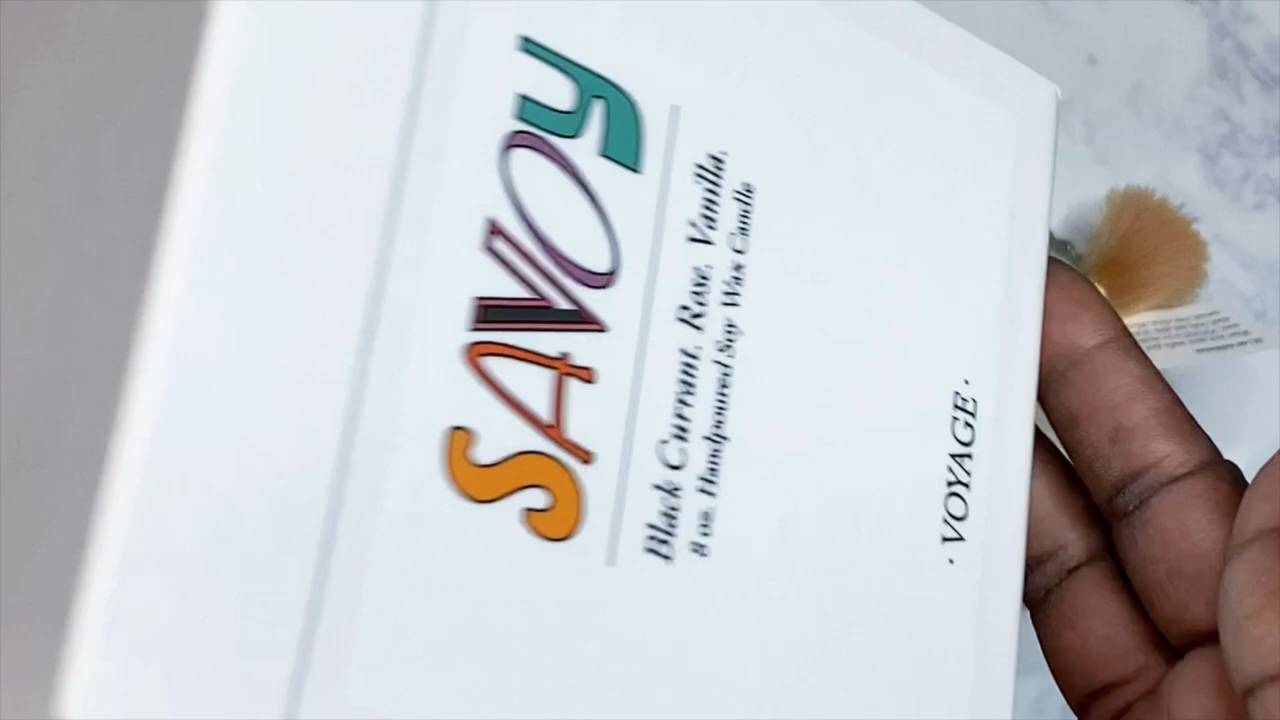 SAVOY
Black Currant, Rose, Vanilla,
8 oz. Handpoured Soy Wax Candle
· VOYAGE ·